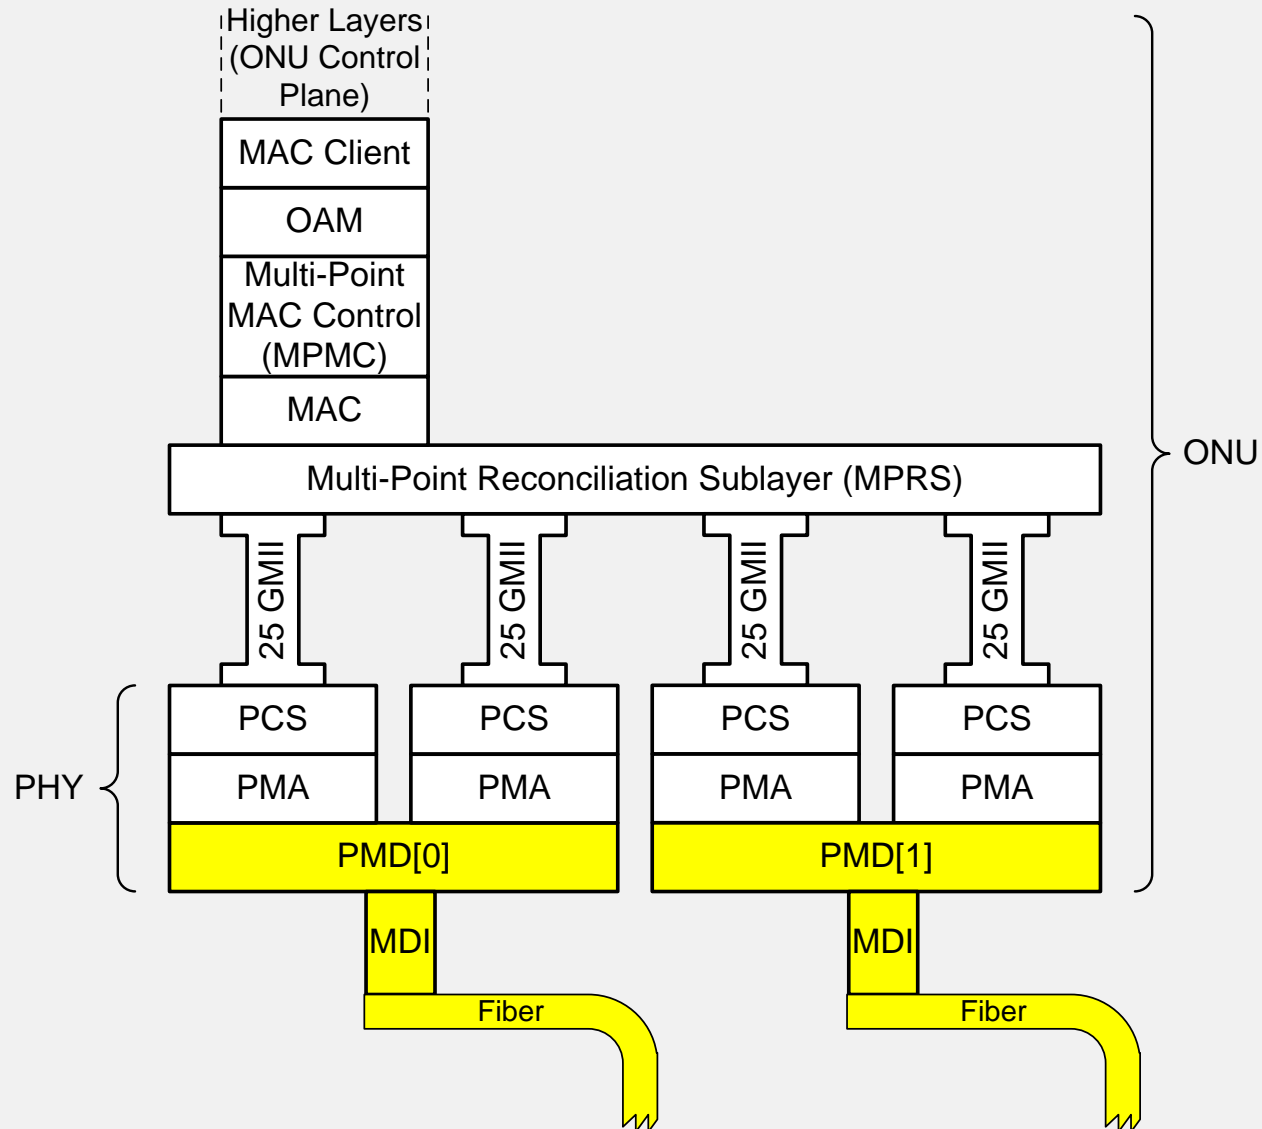 Higher Layers
(ONU Control
Plane)
MAC Client
OAM
Multi-Point
MAC Control
(MPMC)
MAC
ONU
Multi-Point Reconciliation Sublayer (MPRS)
25 GMII
25 GMII
25 GMII
25 GMII
PHY
PCS
PCS
PCS
PCS
PMA
PMA
PMA
PMA
PMD[0]
PMD[1]
MDI
MDI
Fiber
Fiber